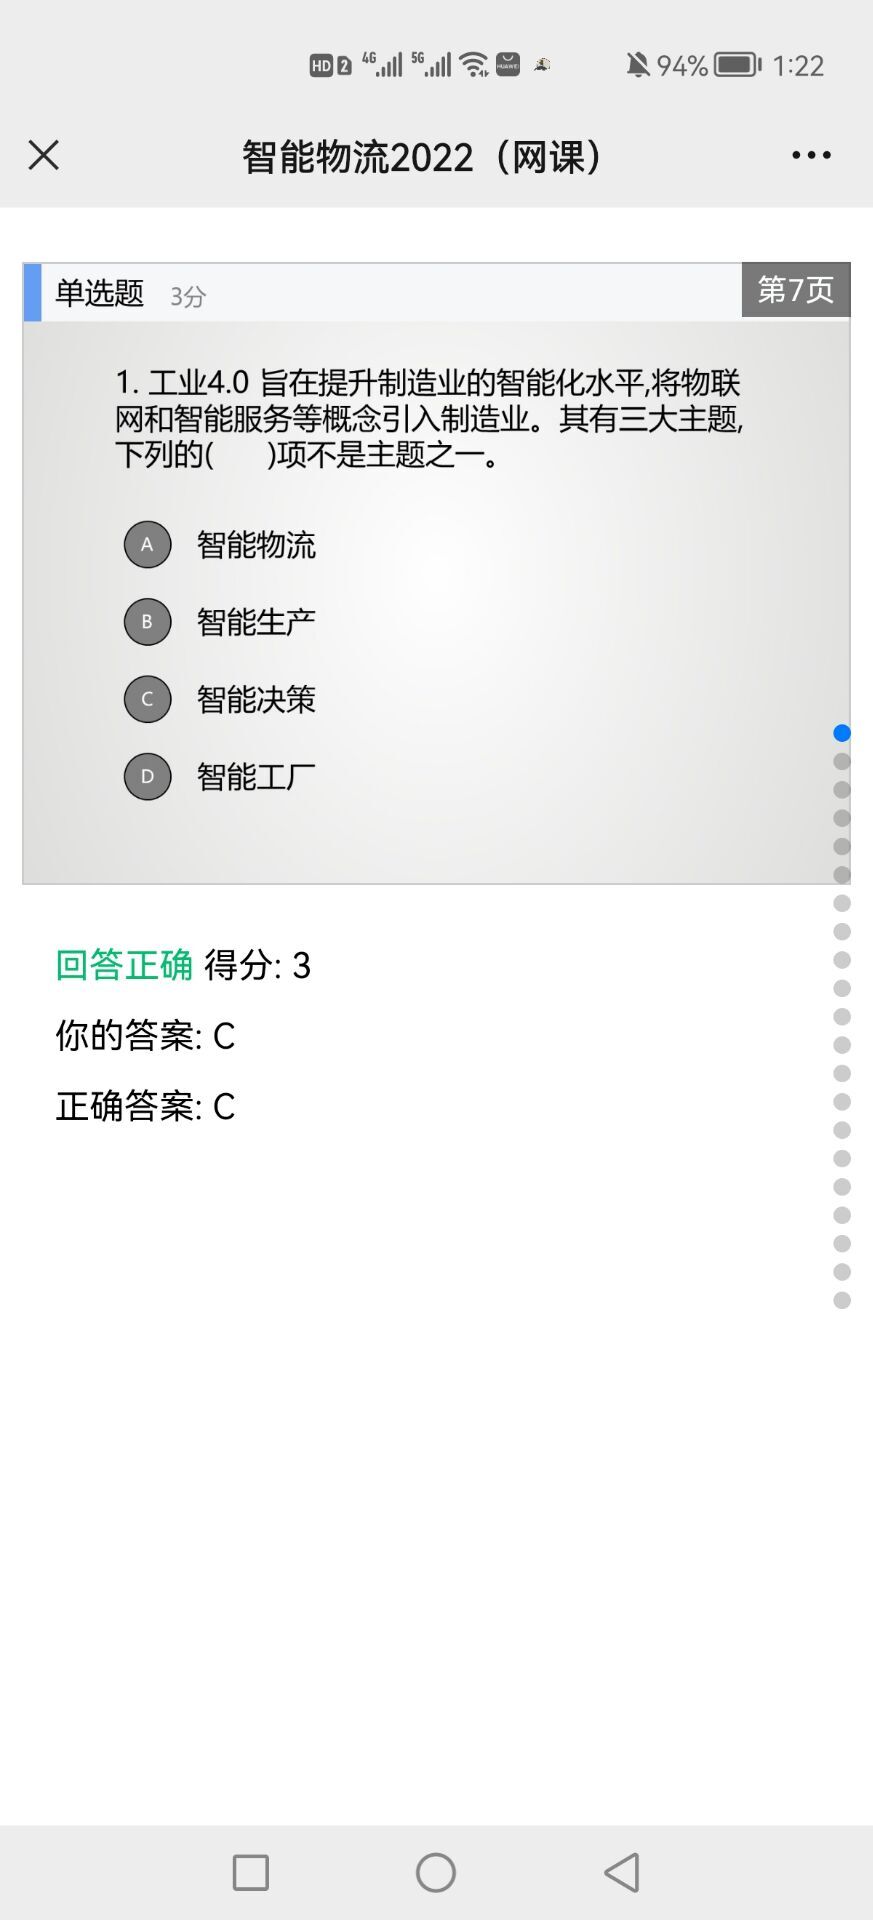 HD 2 4G 5G HUAWEI 94% 1:22
智能物流2022（网课）
单选题 3分 第7页
1. 工业4.0 旨在提升制造业的智能化水平,将物联
网和智能服务等概念引入制造业。其有三大主题,
下列的( )项不是主题之一。
A 智能物流
B 智能生产
C 智能决策
D 智能工厂
回答正确 得分: 3
你的答案: C
正确答案: C